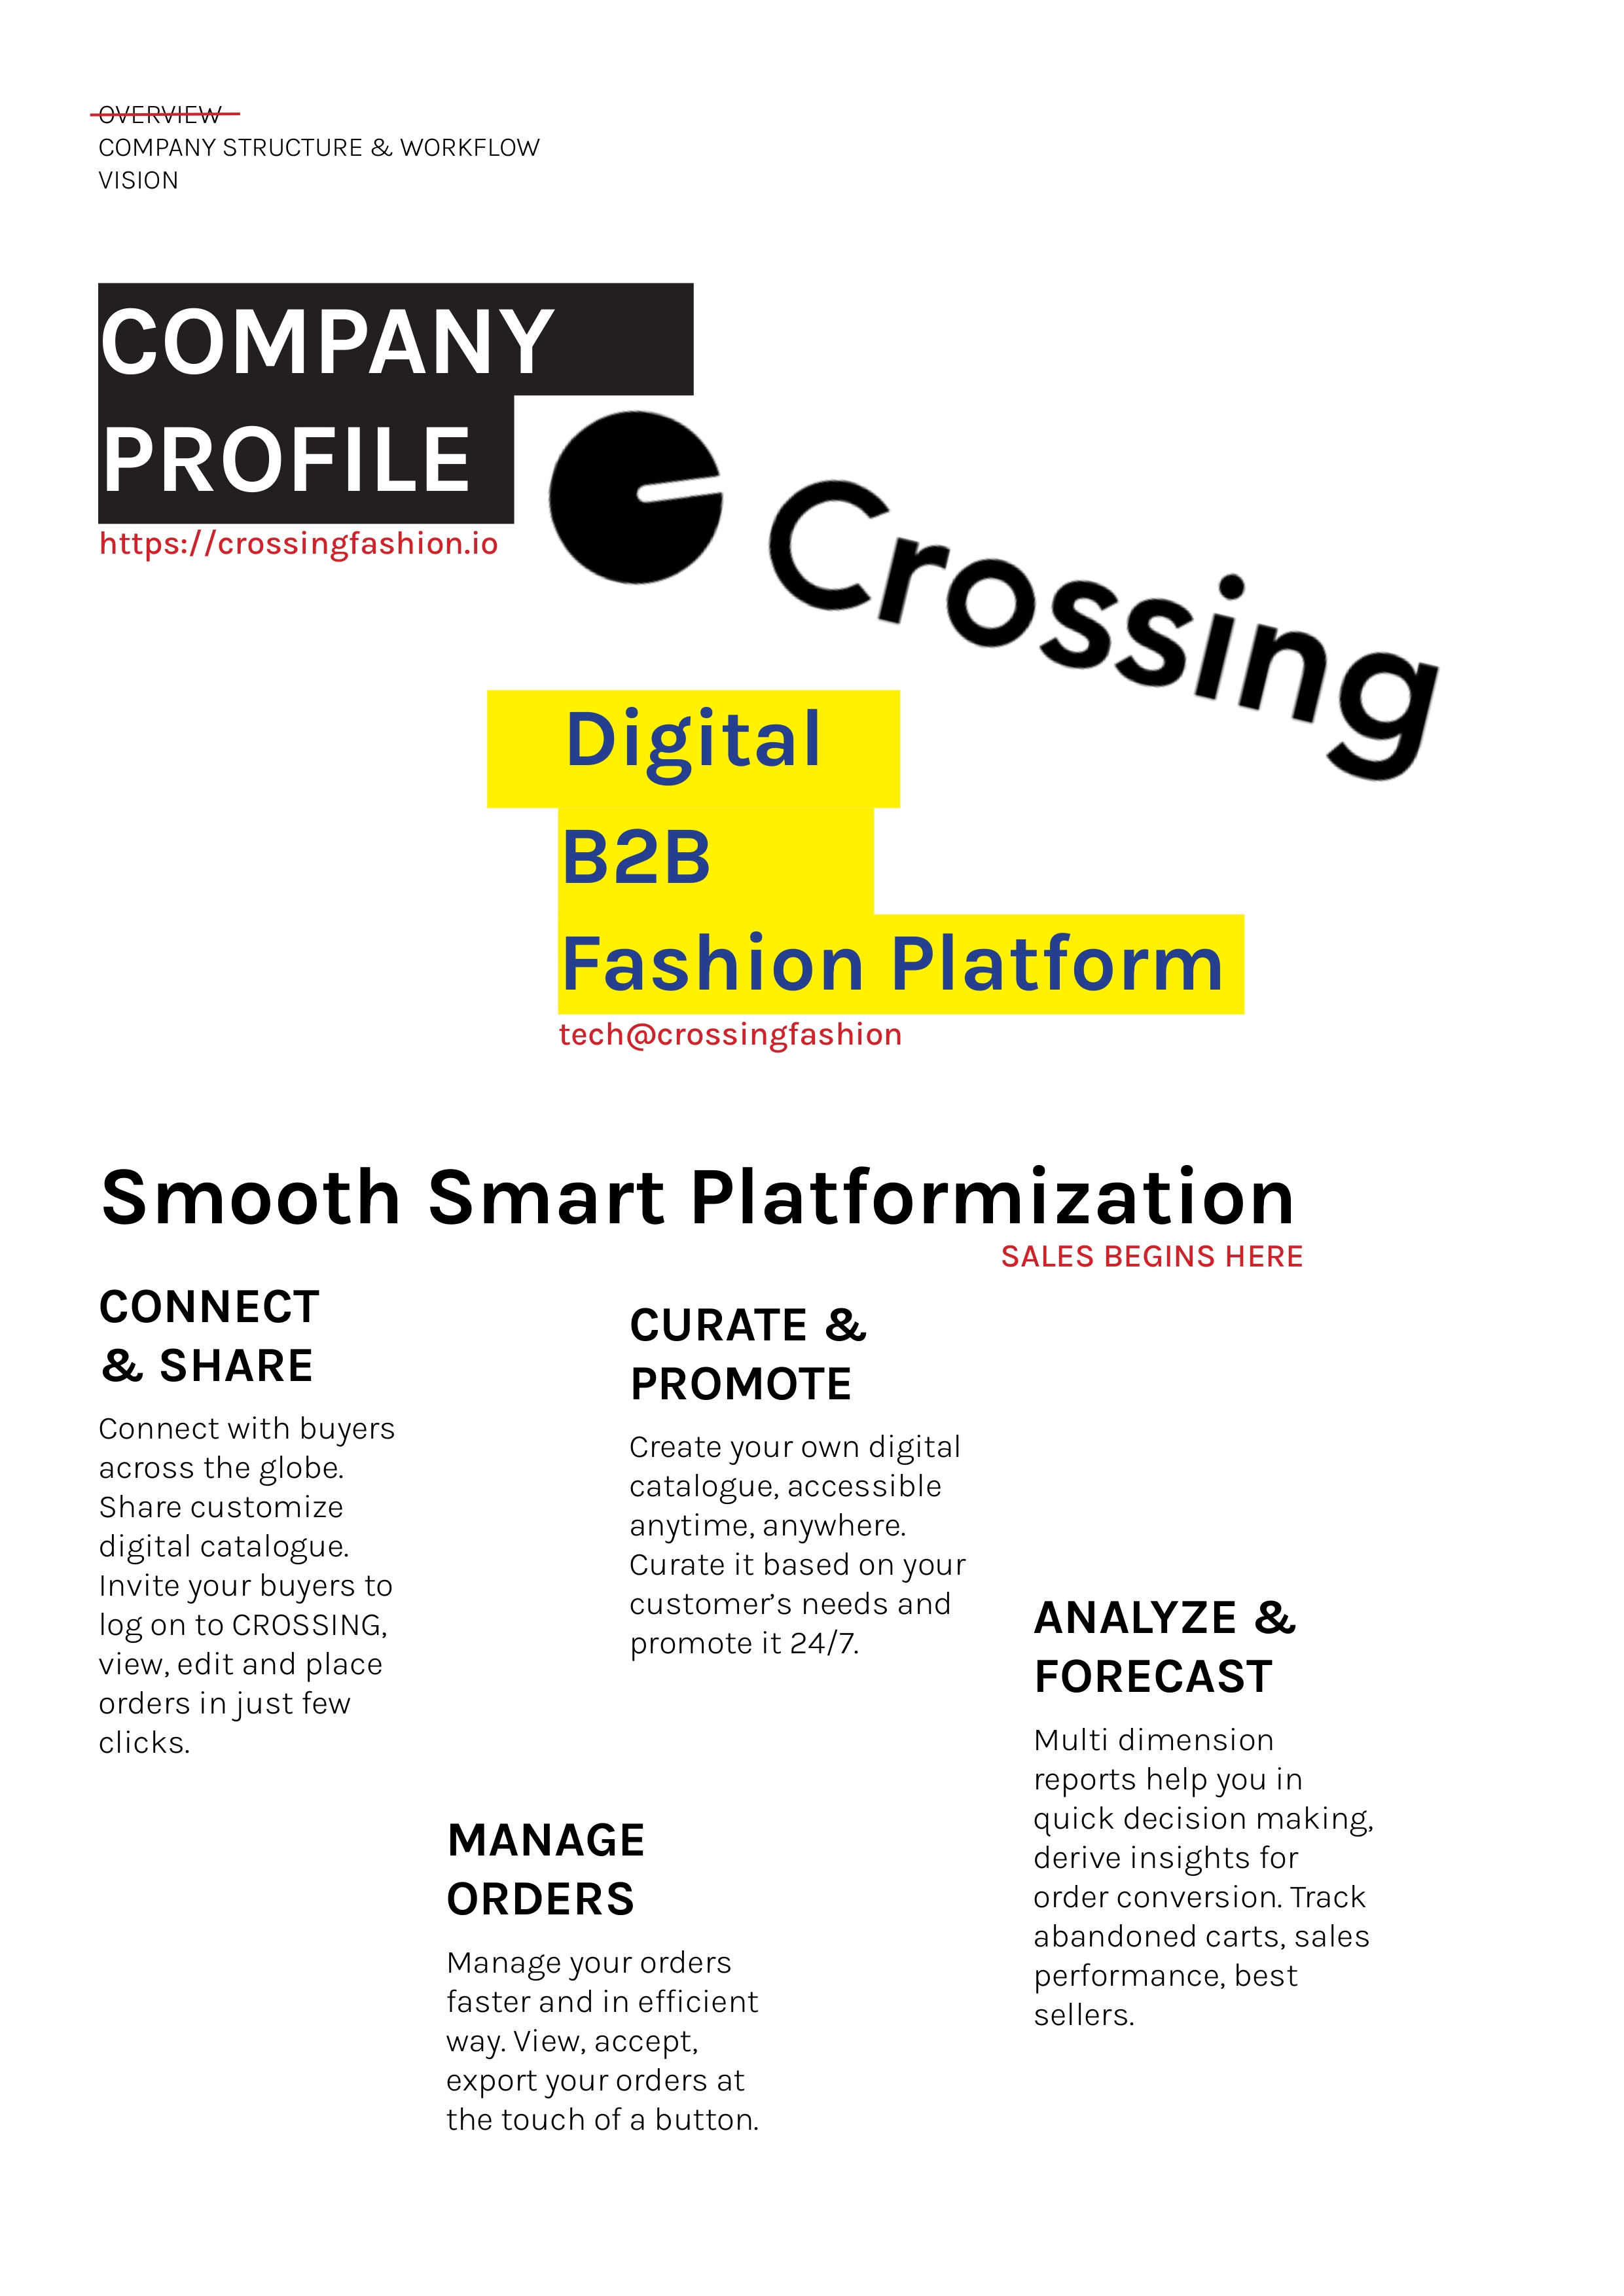 OVERVIEW
COMPANY STRUCTURE & WORKFLOW
VISION
COMPANY
PROFILE
https://crossingfashion.io
Crossing
Digital
B2B
Fashion Platform
tech@crossingfashion
Smooth Smart Platformization
SALES BEGINS HERE
CONNECT
& SHARE
Connect with buyers
across the globe.
Share customize
digital catalogue.
Invite your buyers to
log on to CROSSING,
view, edit and place
orders in just few
clicks.
CURATE &
PROMOTE
Create your own digital
catalogue, accessible
anytime, anywhere.
Curate it based on your
customer’s needs and
promote it 24/7.
ANALYZE &
FORECAST
Multi dimension
reports help you in
quick decision making,
derive insights for
order conversion. Track
abandoned carts, sales
performance, best
sellers.
MANAGE
ORDERS
Manage your orders
faster and in efficient
way. View, accept,
export your orders at
the touch of a button.